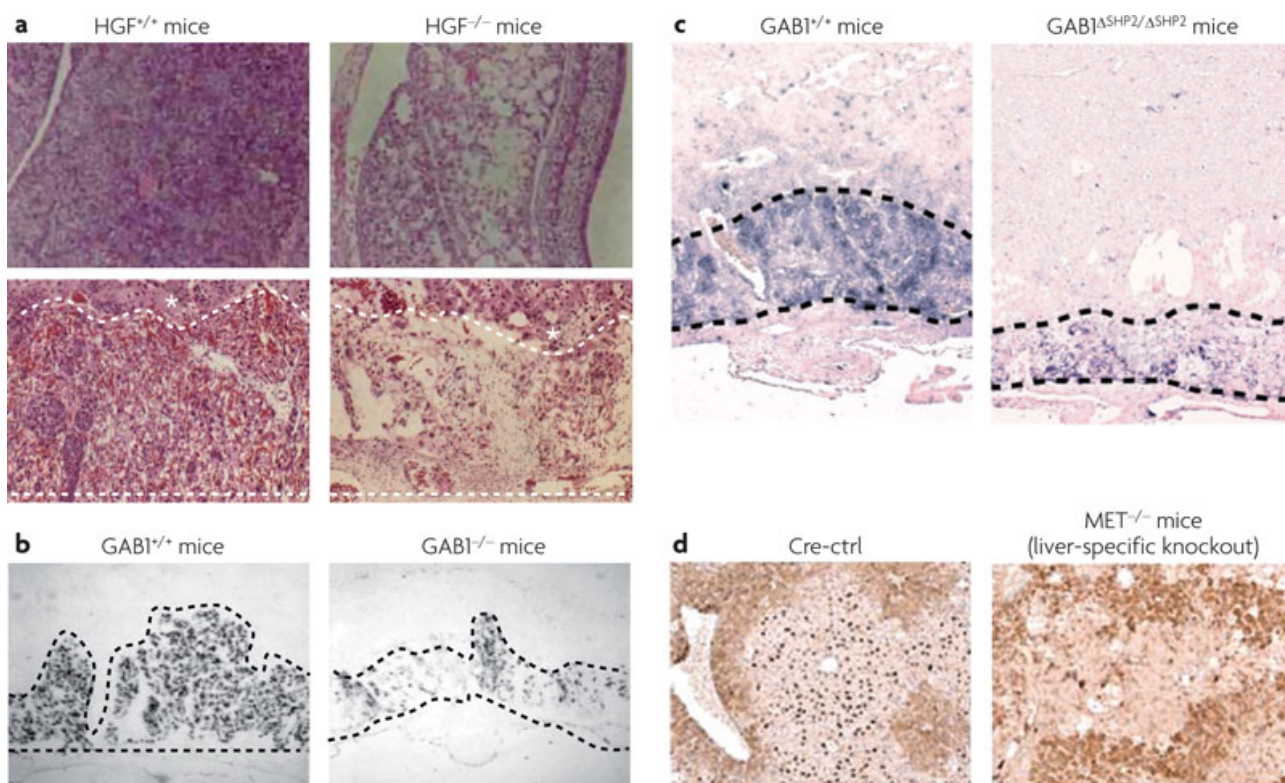 a
HGF+/+ mice
HGF−/− mice
*
*
b
GAB1+/+ mice
GAB1−/− mice
c
GAB1+/+ mice
GAB1ΔSHP2/ΔSHP2 mice
d
Cre-ctrl
MET−/− mice
(liver-specific knockout)